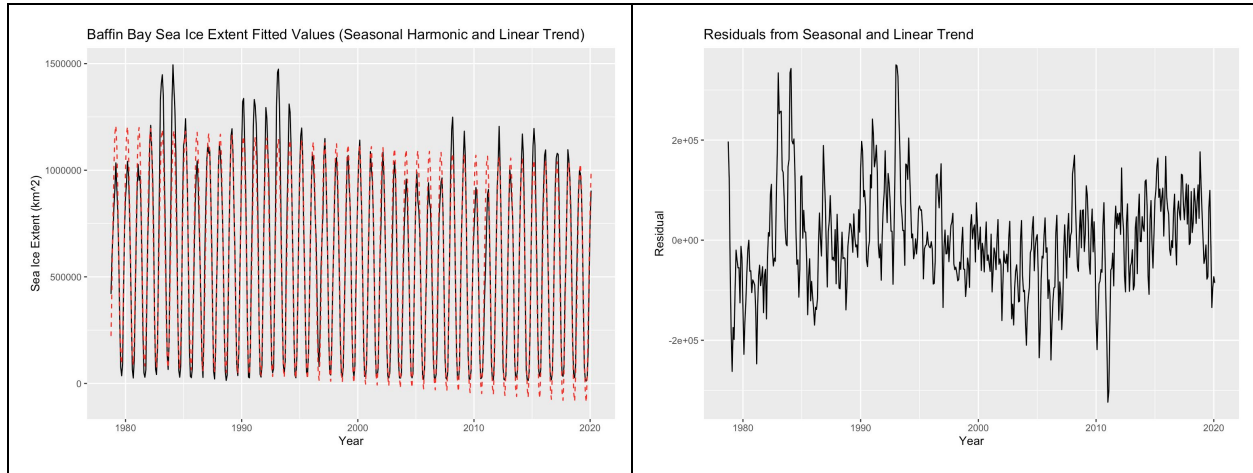 Baffin Bay Sea Ice Extent Fitted Values (Seasonal Harmonic and Linear Trend)
1500000
1000000
500000
0
Sea Ice Extent (km^2)
1980
1990
2000
2010
2020
Year
Residuals from Seasonal and Linear Trend
2e+05
0e+00
-2e+05
Residual
1980
1990
2000
2010
2020
Year